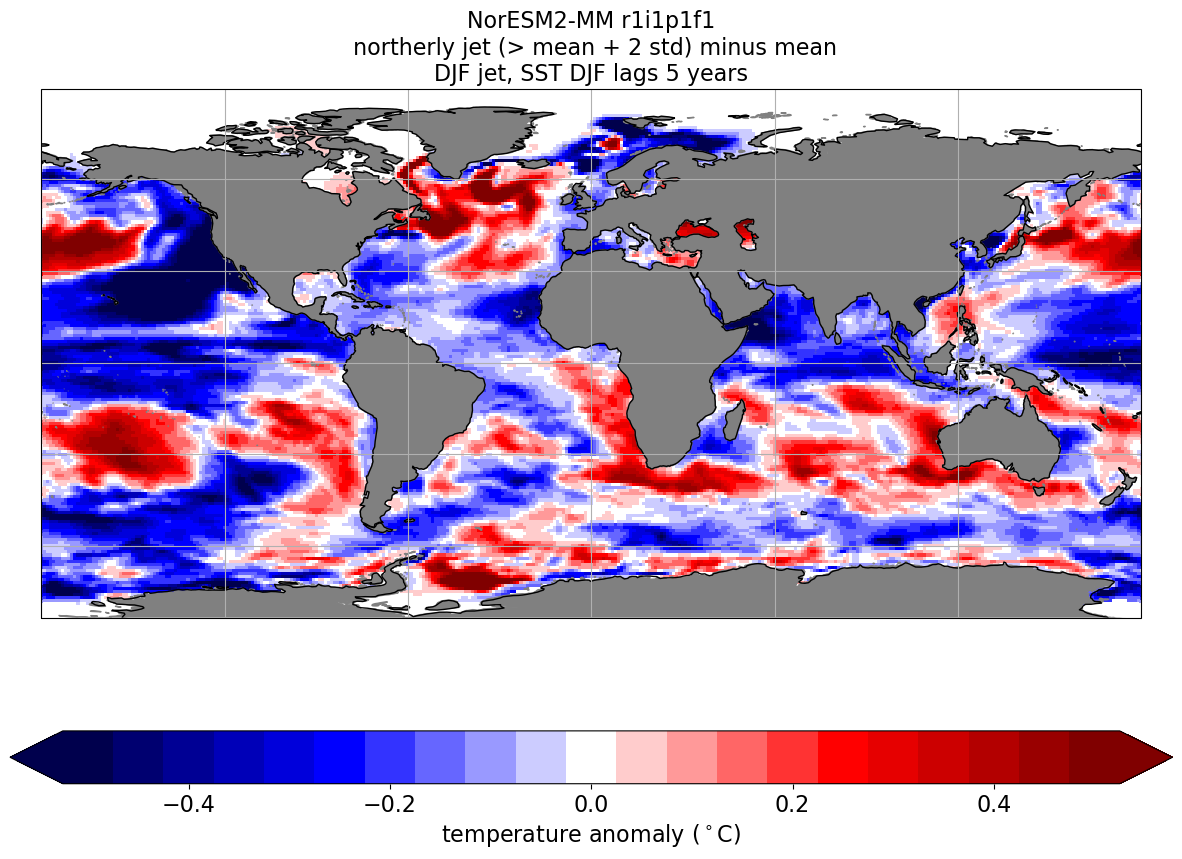 NorESM2-MM r1i1p1f1
northerly jet (> mean + 2 std) minus mean
DJF jet, SST DJF lags 5 years
−0.4 −0.2 0.0 0.2 0.4
temperature anomaly (°C)